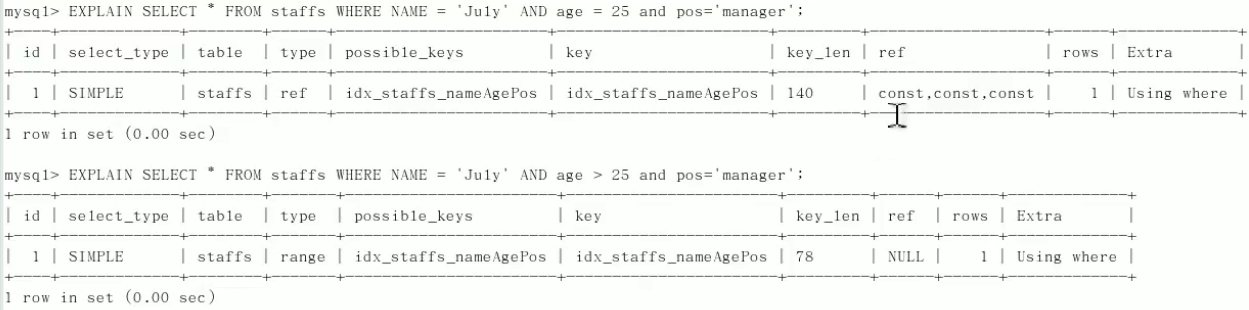 mysql> EXPLAIN SELECT * FROM staffs WHERE NAME = 'July' AND age = 25 and pos='manager';
+----+-------------+--------+------+-----------------------+-----------------------+---------+-------------------+------+-------------+
| id | select_type | table | type | possible_keys | key | key_len | ref | rows | Extra |
+----+-------------+--------+------+-----------------------+-----------------------+---------+-------------------+------+-------------+
| 1 | SIMPLE | staffs | ref | idx_staffs_nameAgePos | idx_staffs_nameAgePos | 140 | const,const,const | 1 | Using where |
+----+-------------+--------+------+-----------------------+-----------------------+---------+-------------------+------+-------------+
1 row in set (0.00 sec)
mysql> EXPLAIN SELECT * FROM staffs WHERE NAME = 'July' AND age > 25 and pos='manager';
+----+-------------+--------+-------+-----------------------+-----------------------+---------+------+------+-------------+
| id | select_type | table | type | possible_keys | key | key_len | ref | rows | Extra |
+----+-------------+--------+-------+-----------------------+-----------------------+---------+------+------+-------------+
| 1 | SIMPLE | staffs | range | idx_staffs_nameAgePos | idx_staffs_nameAgePos | 78 | NULL | 1 | Using where |
+----+-------------+--------+-------+-----------------------+-----------------------+---------+------+------+-------------+
1 row in set (0.00 sec)